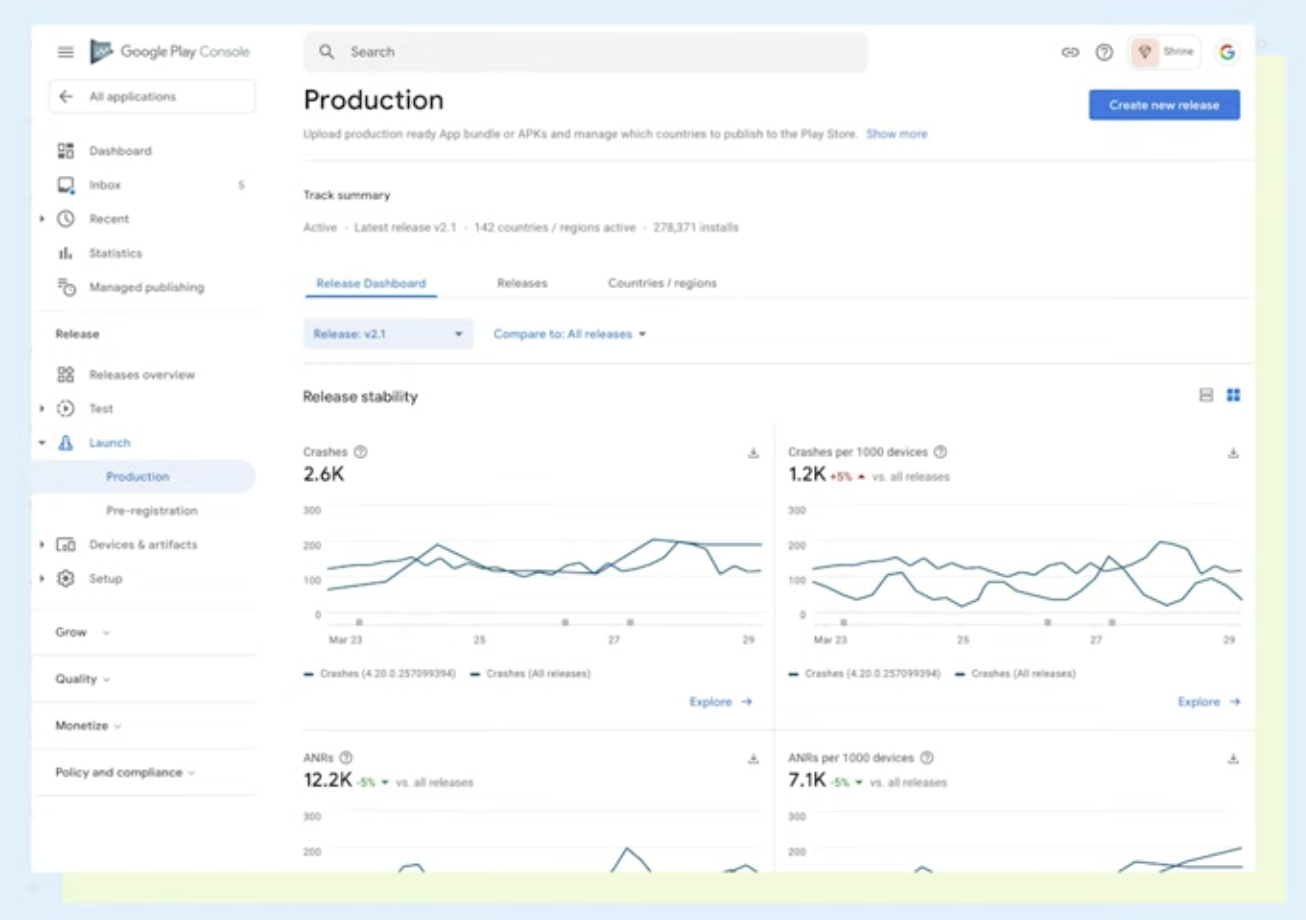 Google Play Console
Search
Shrine
All applications
Production
Create new release
Upload production ready App bundle or APKs and manage which countries to publish to the Play Store. Show more
Dashboard
Inbox 5
Recent
Statistics
Managed publishing
Release
Releases overview
Test
Launch
Production
Pre-registration
Devices & artifacts
Setup
Grow
Quality
Monetize
Policy and compliance
Track summary
Active · Latest release v2.1 · 142 countries / regions active · 278,371 installs
Release Dashboard Releases Countries / regions
Release: v2.1 Compare to: All releases
Release stability
Crashes
2.6K
300
200
100
0
Mar 23 25 27 29
Crashes (4.20.0.257099394) Crashes (All releases)
Explore
Crashes per 1000 devices
1.2K +5% vs. all releases
300
200
100
0
Mar 23 25 27 29
Crashes (4.20.0.257099394) Crashes (All releases)
Explore
ANRs
12.2K -5% vs. all releases
300
200
ANRs per 1000 devices
7.1K -5% vs. all releases
300
200